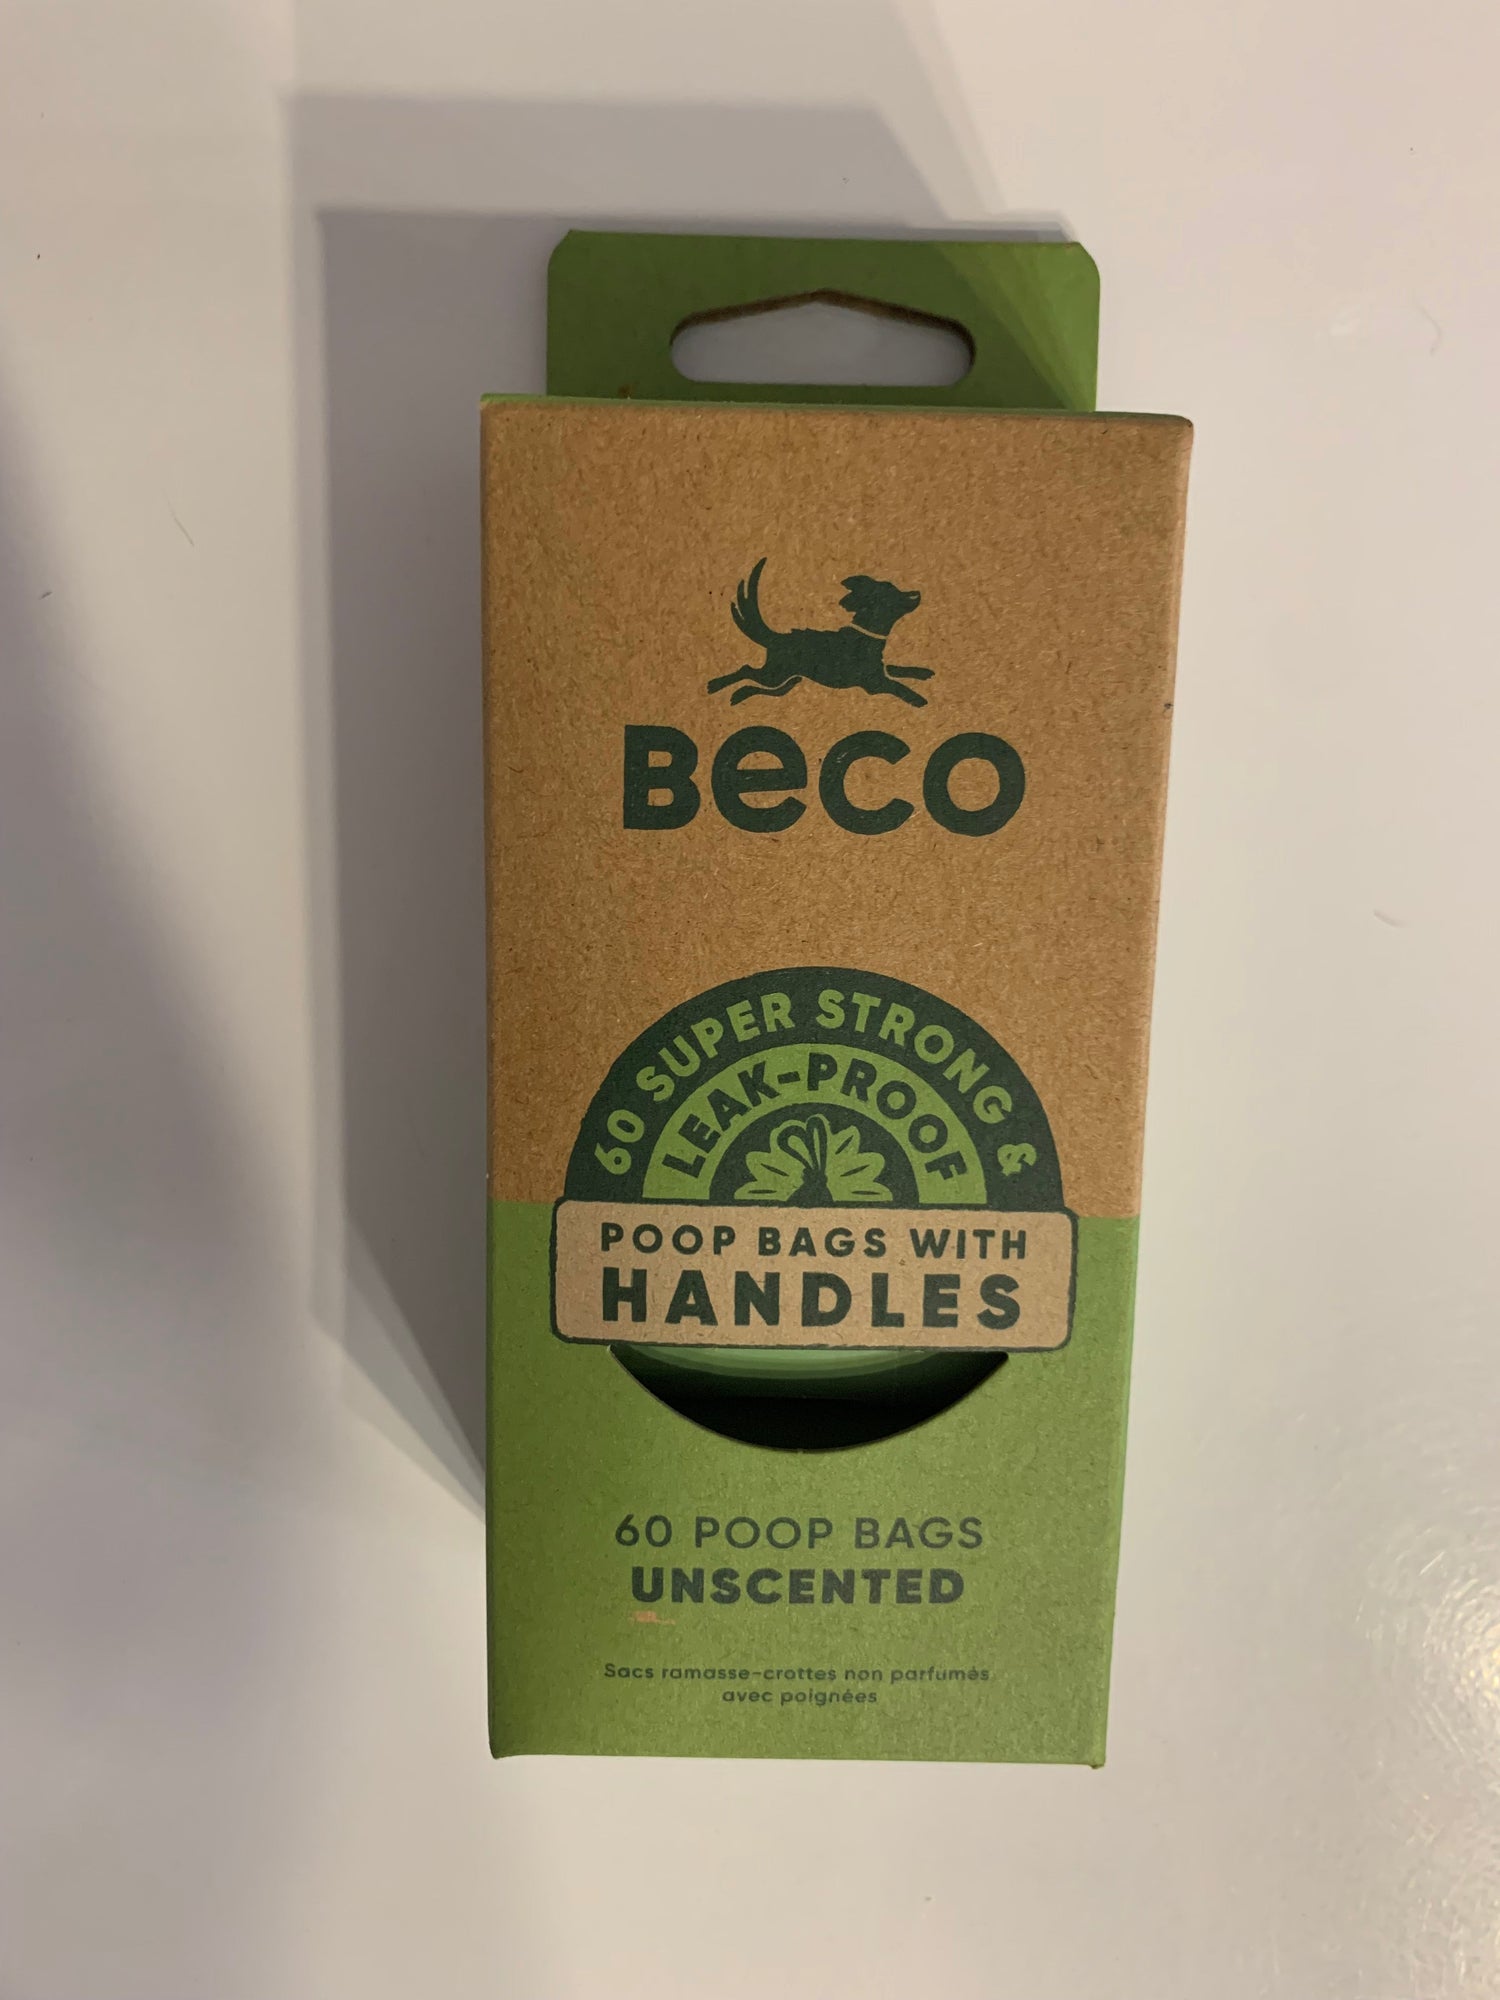 Beco
60 SUPER STRONG &
LEAK-PROOF
POOP BAGS WITH
HANDLES
60 POOP BAGS
UNSCENTED
Sacs ramasse-crottes non parfumés
avec poignées